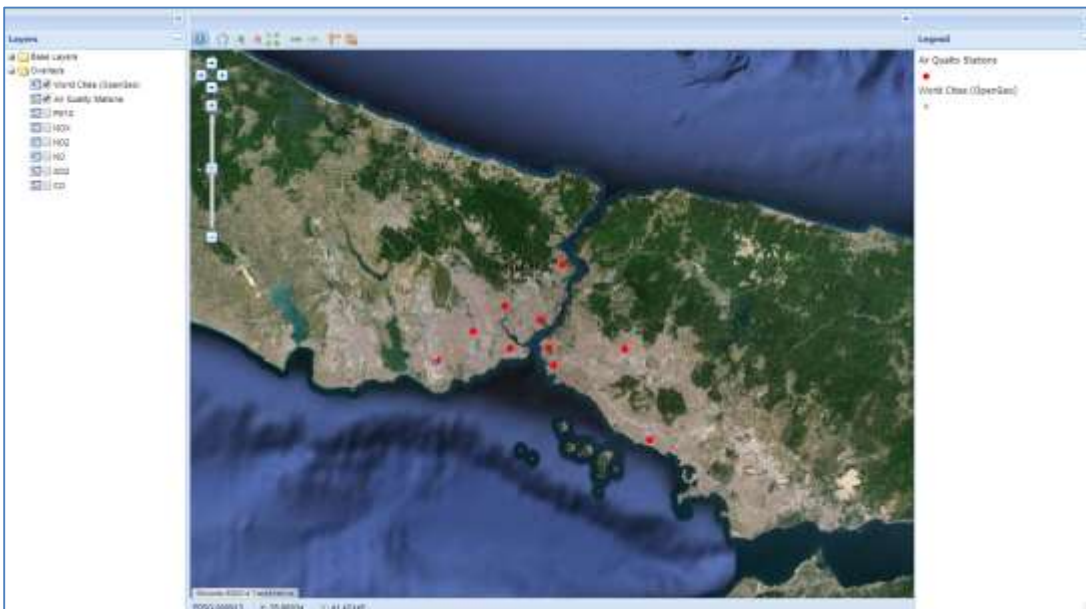 Layers
Base Layers
Overlays
World Cities (OpenGeo)
Air Quality Stations
PM10
NOX
NO2
NO
SO2
CO
Legend
Air Quality Stations
World Cities (OpenGeo)